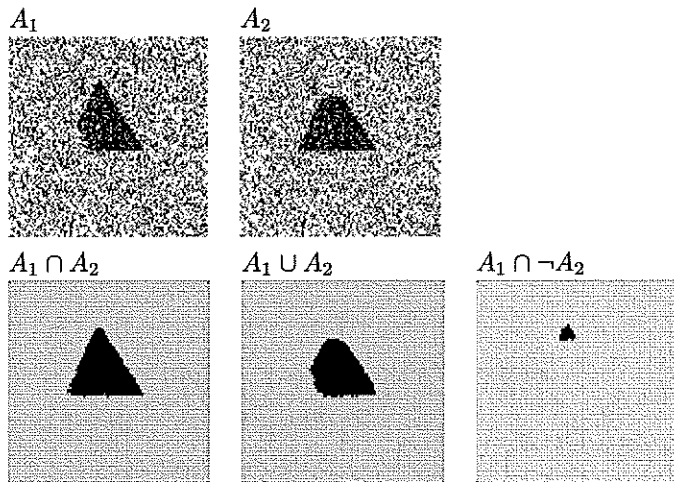 A₁
A₂
A₁ ∩ A₂
A₁ ∪ A₂
A₁ ∩ ¬A₂